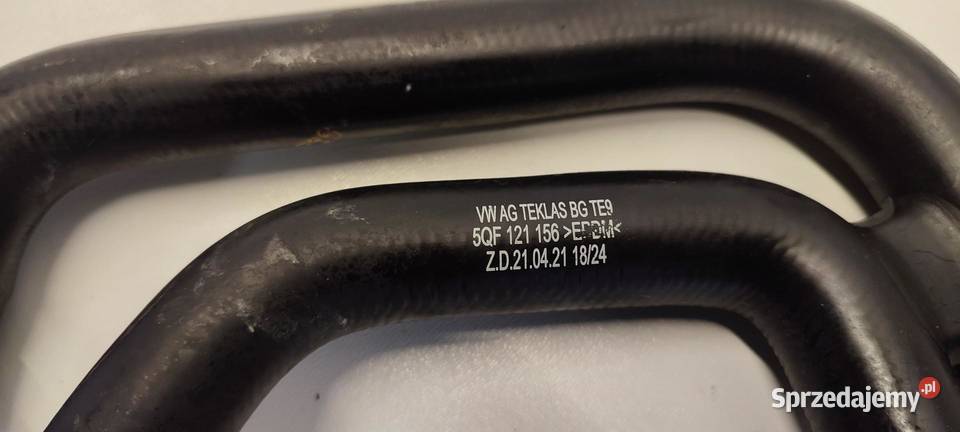 VW AG TEKLAS BG TE9
5QF 121 156 >EPDM<
Z.D.21.04.21 18/24
Sprzedajemy.pl